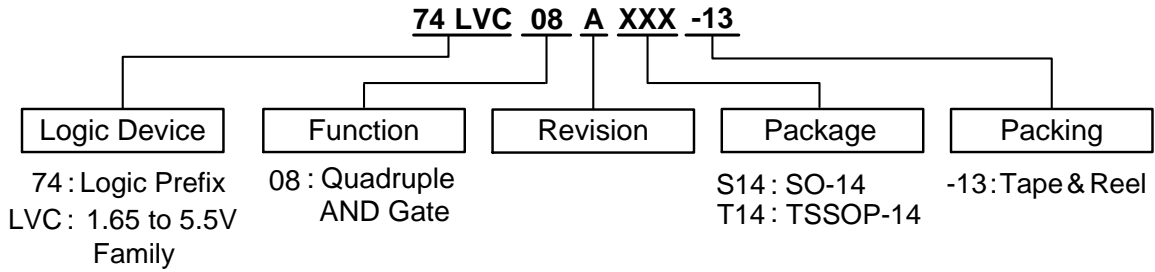 74 LVC 08 A XXX -13
Logic Device
Function
Revision
Package
Packing
74 : Logic Prefix
LVC : 1.65 to 5.5V
Family
08 : Quadruple
AND Gate
S14 : SO-14
T14 : TSSOP-14
-13 : Tape & Reel